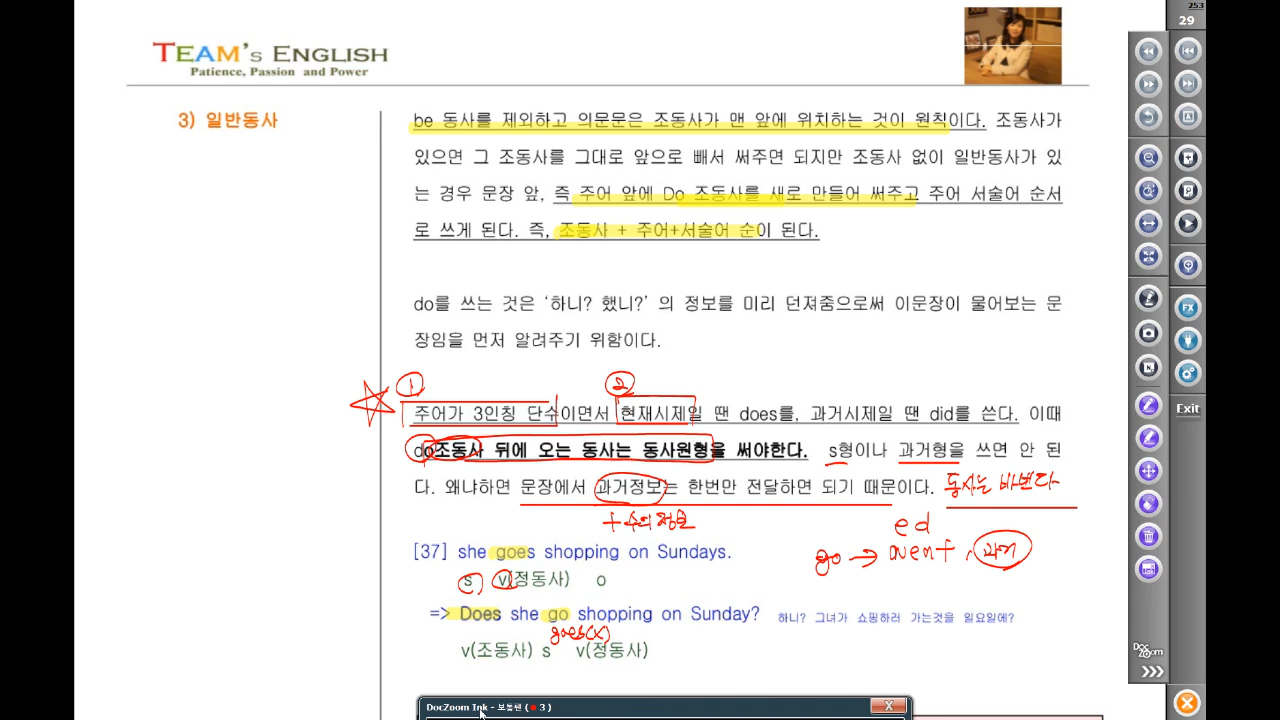 253
29
TEAM's ENGLISH
Patience, Passion and Power
3) 일반동사
be 동사를 제외하고 의문문은 조동사가 맨 앞에 위치하는 것이 원칙이다. 조동사가
있으면 그 조동사를 그대로 앞으로 빼서 써주면 되지만 조동사 없이 일반동사가 있
는 경우 문장 앞, 즉 주어 앞에 Do 조동사를 새로 만들어 써주고 주어 서술어 순서
로 쓰게 된다. 즉, 조동사 + 주어+서술어 순이 된다.
do를 쓰는 것은 '하니? 했니?' 의 정보를 미리 던져줌으로써 이문장이 물어보는 문
장임을 먼저 알려주기 위함이다.
① ②
주어가 3인칭 단수이면서 현재시제일 땐 does를, 과거시제일 땐 did를 쓴다. 이때
do조동사 뒤에 오는 동사는 동사원형을 써야한다. s형이나 과거형을 쓰면 안 된
다. 왜냐하면 문장에서 과거정보는 한번만 전달하면 되기 때문이다. 동사는 바쁘다
+ 수의 정보
ed
[37] she goes shopping on Sundays.
go → went, 과거
s v(정동사) o
=> Does she go shopping on Sunday? 하니? 그녀가 쇼핑하러 가는것을 일요일에?
goes(x)
v(조동사) s v(정동사)
Exit
FX
Doc
Zoom
DocZoom Ink - 보통펜 ( 3 )